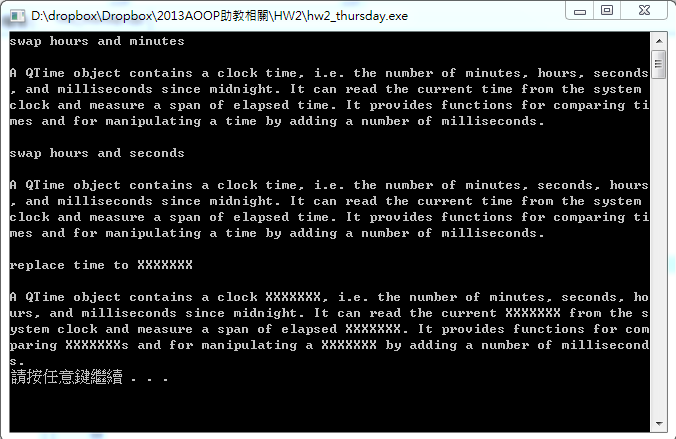 D:\dropbox\Dropbox\2013AOOP助教相關\HW2\hw2_thursday.exe
swap hours and minutes
A QTime object contains a clock time, i.e. the number of minutes, hours, seconds
, and milliseconds since midnight. It can read the current time from the system
clock and measure a span of elapsed time. It provides functions for comparing ti
mes and for manipulating a time by adding a number of milliseconds.
swap hours and seconds
A QTime object contains a clock time, i.e. the number of minutes, seconds, hours
, and milliseconds since midnight. It can read the current time from the system
clock and measure a span of elapsed time. It provides functions for comparing ti
mes and for manipulating a time by adding a number of milliseconds.
replace time to XXXXXXX
A QTime object contains a clock XXXXXXX, i.e. the number of minutes, seconds, ho
urs, and milliseconds since midnight. It can read the current XXXXXXX from the s
ystem clock and measure a span of elapsed XXXXXXX. It provides functions for com
paring XXXXXXXs and for manipulating a XXXXXXX by adding a number of millisecond
s.
請按任意鍵繼續 . . .